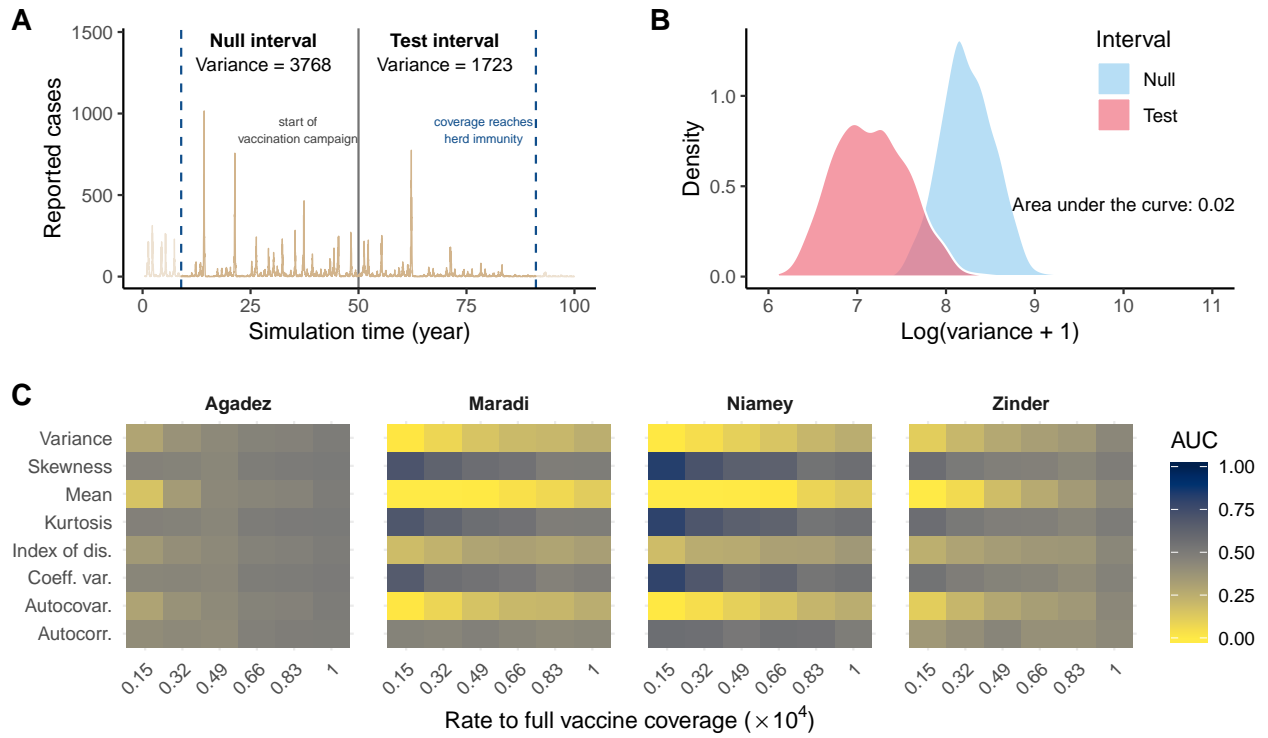 A
1500
1000
500
0
Reported cases
Null interval
Variance = 3768
Test interval
Variance = 1723
start of
vaccination campaign
coverage reaches
herd immunity
0 25 50 75 100
Simulation time (year)
B
1.0
0.5
0.0
Density
Interval
Null
Test
Area under the curve: 0.02
6 7 8 9 10 11
Log(variance + 1)
C
Agadez Maradi Niamey Zinder
Variance
Skewness
Mean
Kurtosis
Index of dis.
Coeff. var.
Autocovar.
Autocorr.
0.15 0.32 0.49 0.66 0.83 1 0.15 0.32 0.49 0.66 0.83 1 0.15 0.32 0.49 0.66 0.83 1 0.15 0.32 0.49 0.66 0.83 1
Rate to full vaccine coverage (×10⁴)
AUC
1.00
0.75
0.50
0.25
0.00